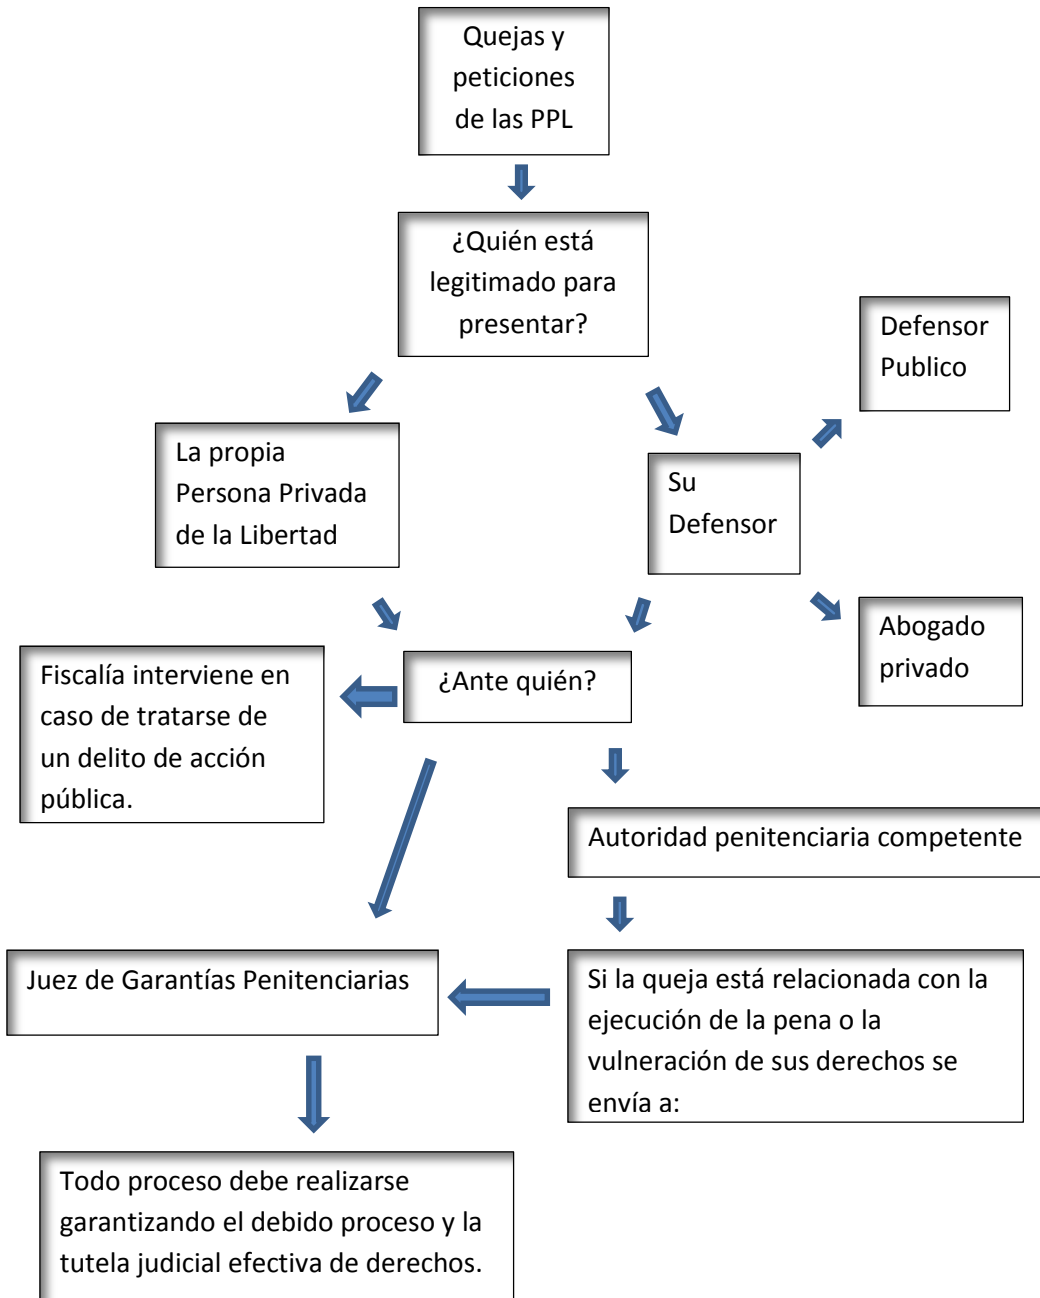 Quejas y
peticiones
de las PPL
¿Quién está
legitimado para
presentar?
Defensor
Publico
La propia
Persona Privada
de la Libertad
Su
Defensor
Abogado
privado
¿Ante quién?
Fiscalía interviene en
caso de tratarse de
un delito de acción
pública.
Autoridad penitenciaria competente
Juez de Garantías Penitenciarias
Si la queja está relacionada con la
ejecución de la pena o la
vulneración de sus derechos se
envía a:
Todo proceso debe realizarse
garantizando el debido proceso y la
tutela judicial efectiva de derechos.